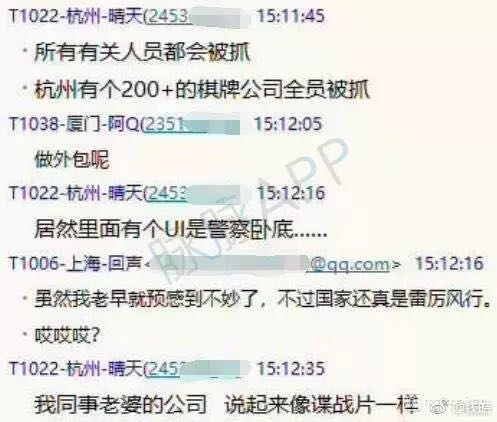 T1022-杭州-晴天(2453 15:11:45
·所有有关人员都会被抓
·杭州有个200+的棋牌公司全员被抓
T1038-厦门-阿Q(2351 15:12:05
做外包呢
T1022-杭州-晴天(2453 15:12:16
居然里面有个UI是警察卧底......
T1006-上海-回声< @qq.com> 15:12:16
·虽然我老早就预感到不妙了，不过国家还真是雷厉风行。
·哎哎哎?
T1022-杭州-晴天(2453 15:12:35
我同事老婆的公司 说起来像谍战片一样
脉脉APP